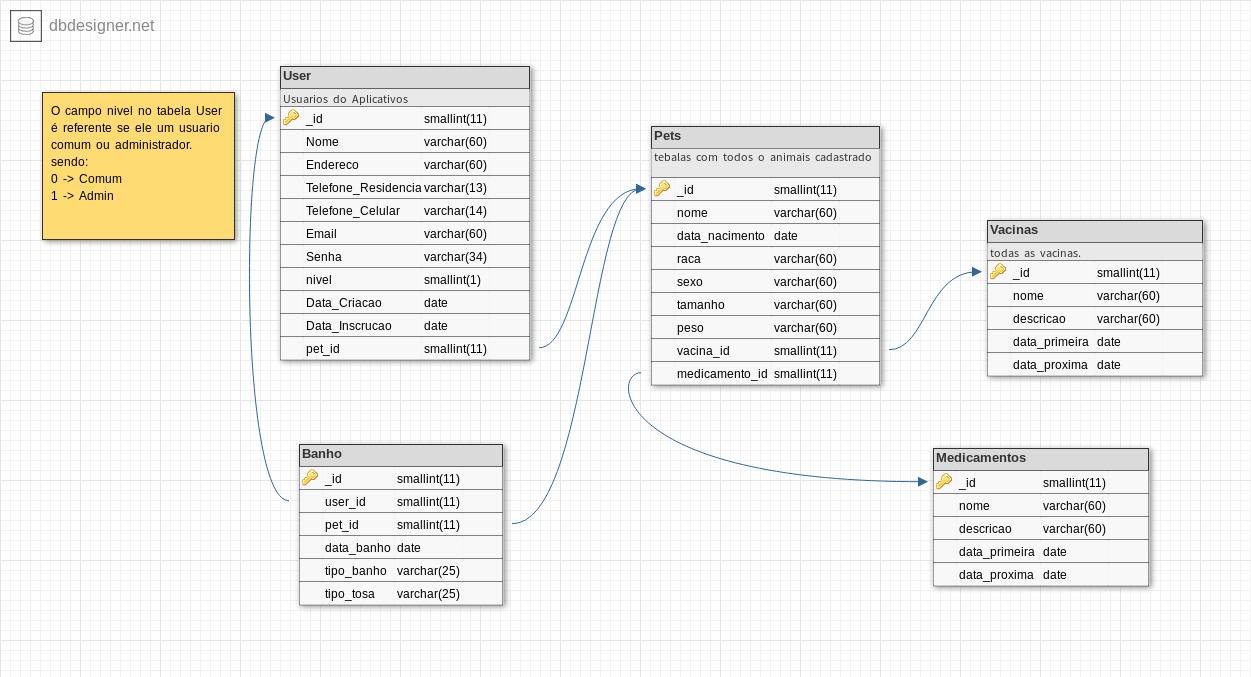 dbdesigner.net
O campo nivel no tabela User
é referente se ele um usuario
comum ou administrador.
sendo:
0 -> Comum
1 -> Admin
User
Usuarios do Aplicativos
_id smallint(11)
Nome varchar(60)
Endereco varchar(60)
Telefone_Residencia varchar(13)
Telefone_Celular varchar(14)
Email varchar(60)
Senha varchar(34)
nivel smallint(1)
Data_Criacao date
Data_Inscrucao date
pet_id smallint(11)
Banho
_id smallint(11)
user_id smallint(11)
pet_id smallint(11)
data_banho date
tipo_banho varchar(25)
tipo_tosa varchar(25)
Pets
tebalas com todos o animais cadastrado
_id smallint(11)
nome varchar(60)
data_nacimento date
raca varchar(60)
sexo varchar(60)
tamanho varchar(60)
peso varchar(60)
vacina_id smallint(11)
medicamento_id smallint(11)
Vacinas
todas as vacinas.
_id smallint(11)
nome varchar(60)
descricao varchar(60)
data_primeira date
data_proxima date
Medicamentos
_id smallint(11)
nome varchar(60)
descricao varchar(60)
data_primeira date
data_proxima date